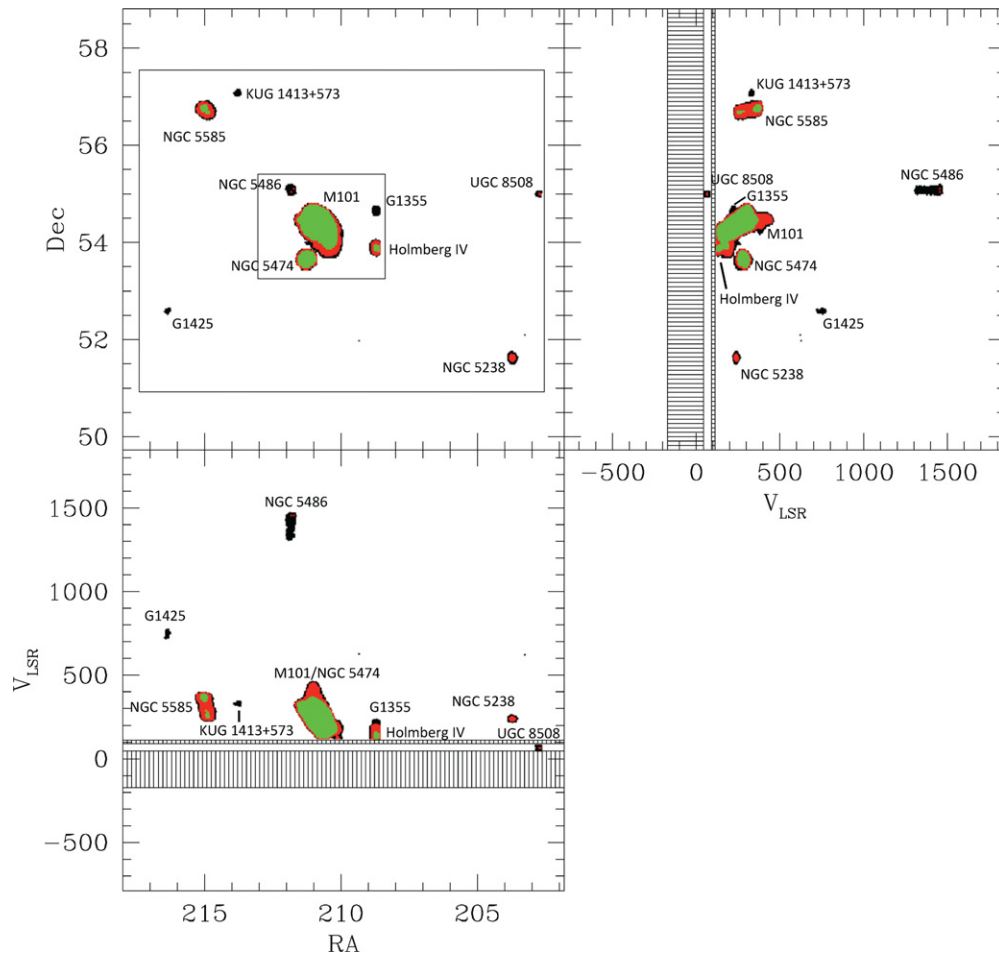 58
56
54
52
50
Dec
KUG 1413+573
NGC 5585
NGC 5486
M101
G1355
UGC 8508
Holmberg IV
NGC 5474
G1425
NGC 5238
KUG 1413+573
NGC 5585
UGC 8508
G1355
NGC 5486
M101
NGC 5474
Holmberg IV
G1425
NGC 5238
−500 0 500 1000 1500
V_LSR
1500
1000
500
0
−500
V_LSR
NGC 5486
G1425
M101/NGC 5474
NGC 5585
KUG 1413+573
G1355
Holmberg IV
NGC 5238
UGC 8508
215 210 205
RA